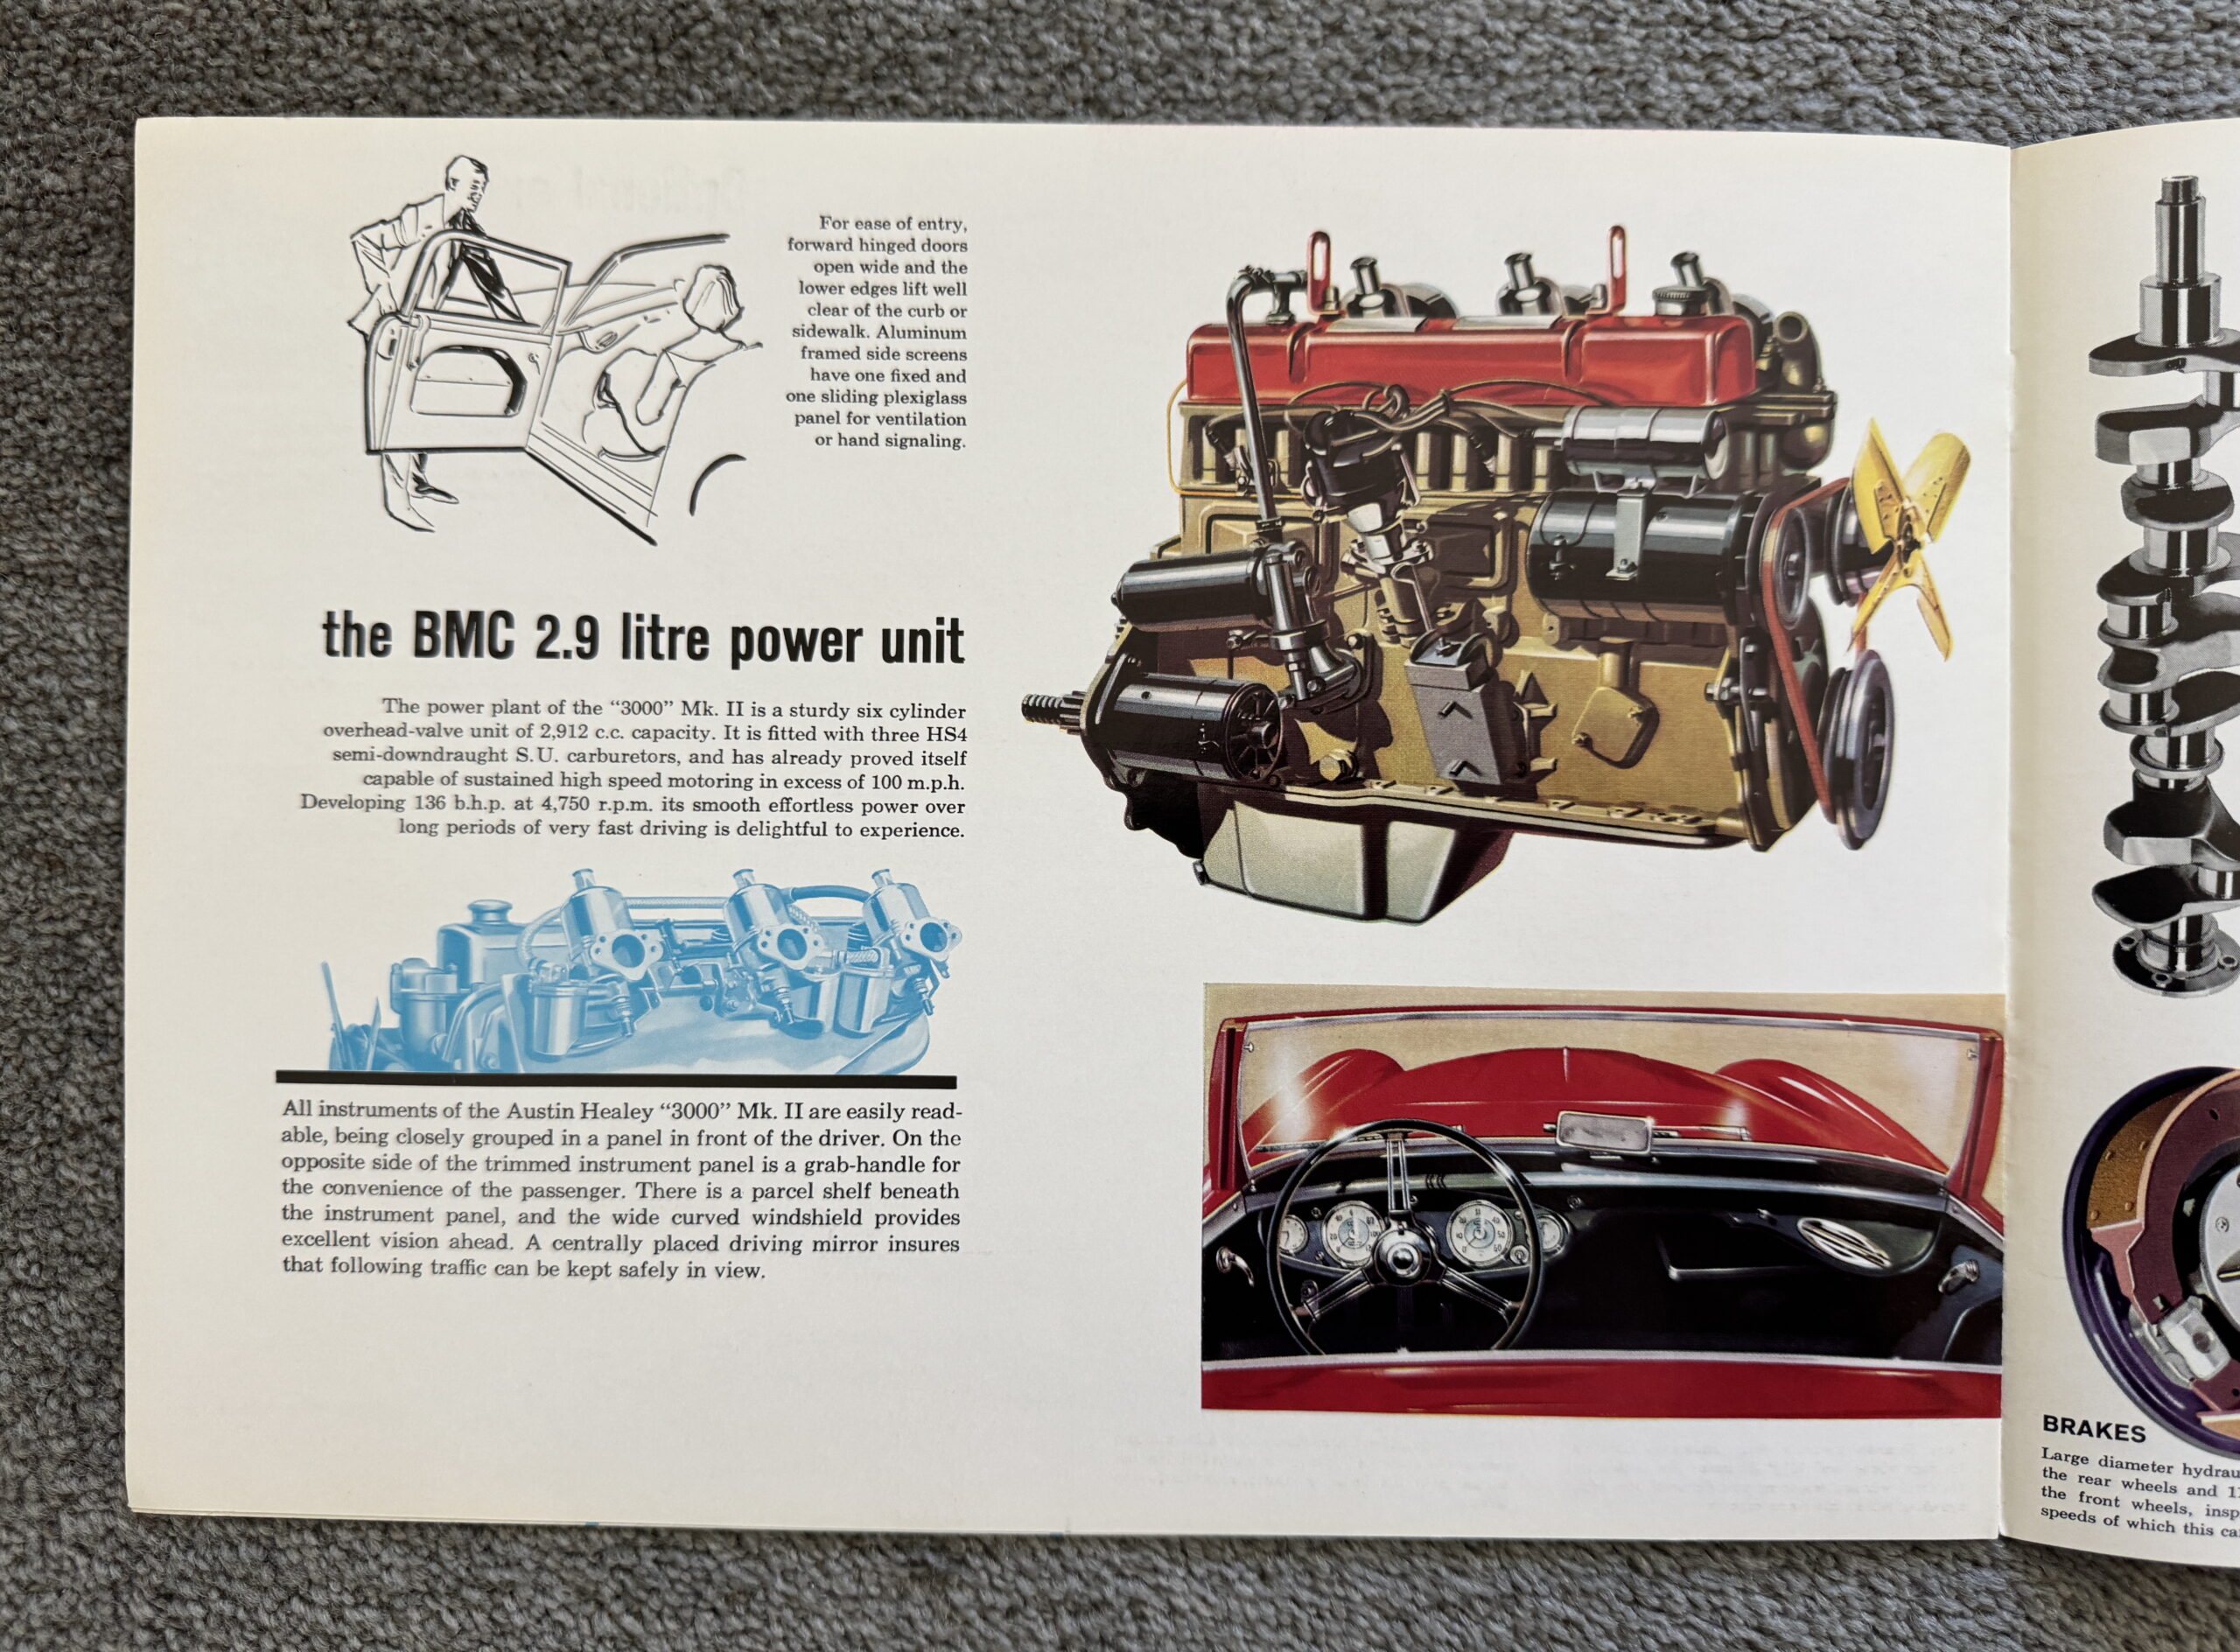 For ease of entry,
forward hinged doors
open wide and the
lower edges lift well
clear of the curb or
sidewalk. Aluminum
framed side screens
have one fixed and
one sliding plexiglass
panel for ventilation
or hand signaling.
the BMC 2.9 litre power unit
The power plant of the “3000” Mk. II is a sturdy six cylinder
overhead-valve unit of 2,912 c.c. capacity. It is fitted with three HS4
semi-downdraught S.U. carburetors, and has already proved itself
capable of sustained high speed motoring in excess of 100 m.p.h.
Developing 136 b.h.p. at 4,750 r.p.m. its smooth effortless power over
long periods of very fast driving is delightful to experience.
All instruments of the Austin Healey “3000” Mk. II are easily read-
able, being closely grouped in a panel in front of the driver. On the
opposite side of the trimmed instrument panel is a grab-handle for
the convenience of the passenger. There is a parcel shelf beneath
the instrument panel, and the wide curved windshield provides
excellent vision ahead. A centrally placed driving mirror insures
that following traffic can be kept safely in view.
BRAKES
Large diameter
the rear wheels and
the front wheels,
speeds of which this